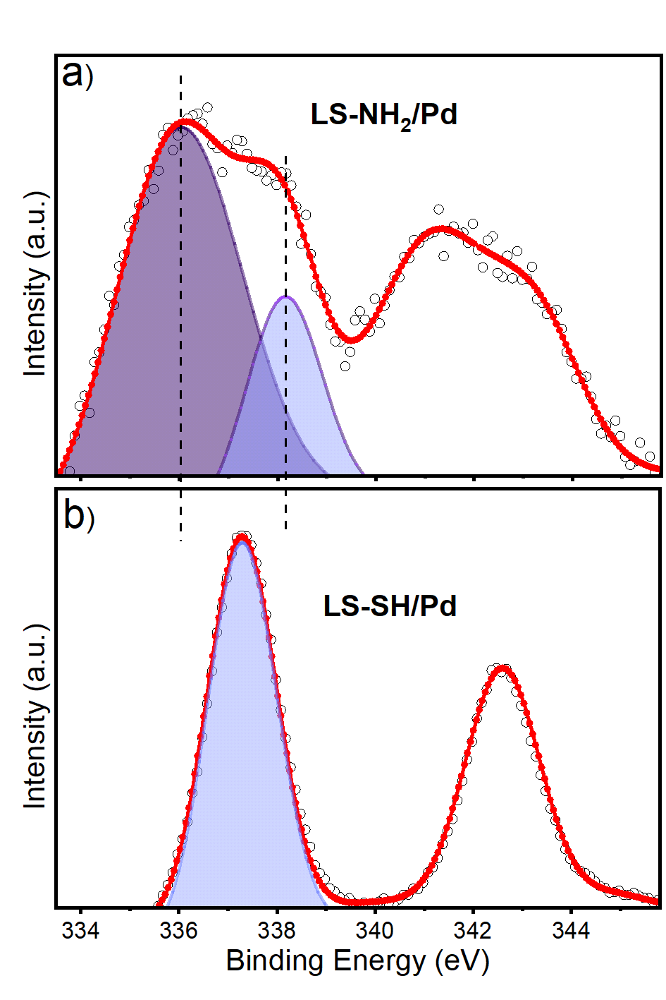 a)
LS-NH2/Pd
Intensity (a.u.)
b)
LS-SH/Pd
Intensity (a.u.)
334 336 338 340 342 344
Binding Energy (eV)